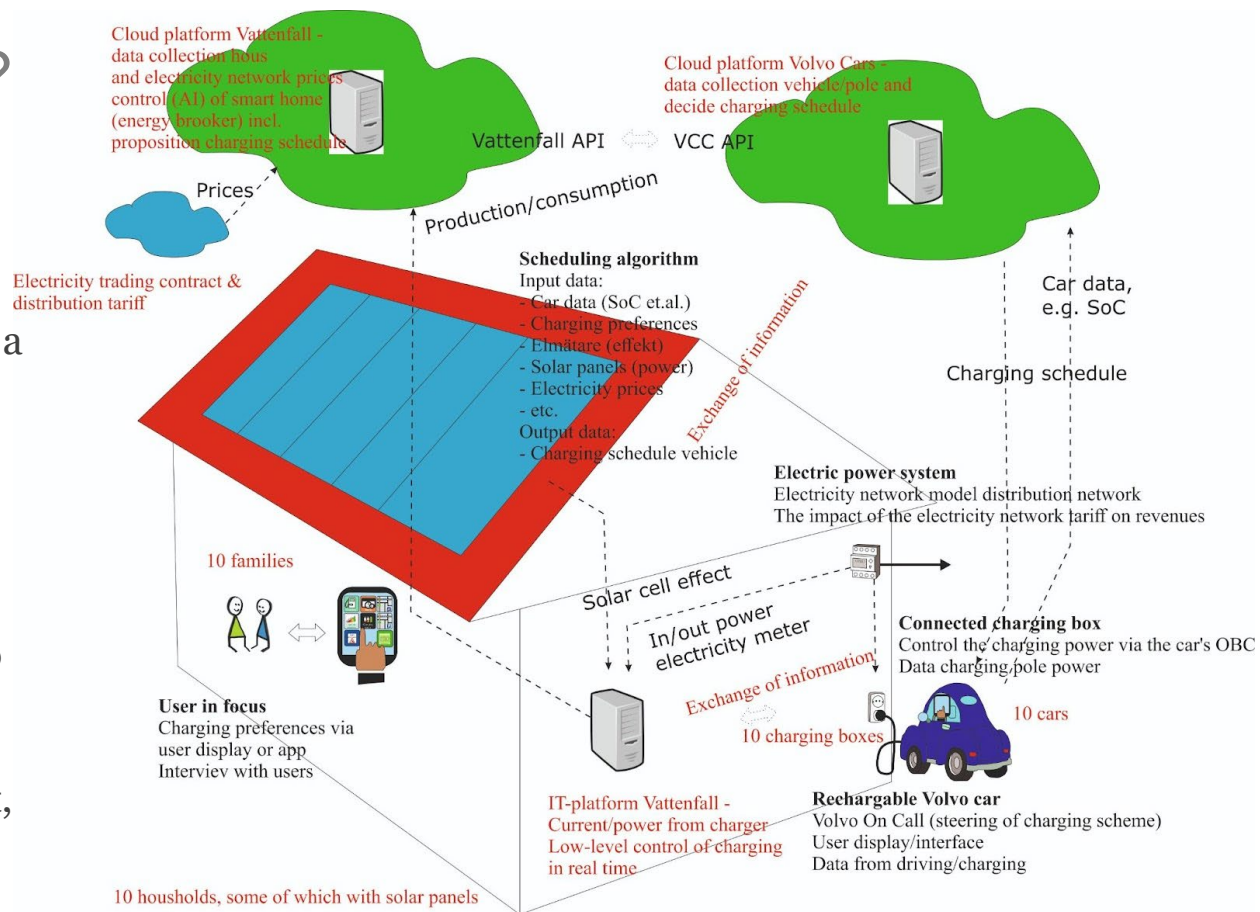 Cloud platform Vattenfall -
data collection hous
and electricity network prices
control (AI) of smart home
(energy brooker) incl.
proposition charging schedule
Cloud platform Volvo Cars -
data collection vehicle/pole and
decide charging schedule
Vattenfall API
VCC API
Prices
Production/consumption
Electricity trading contract &
distribution tariff
Scheduling algorithm
Input data:
- Car data (SoC et.al.)
- Charging preferences
- Elmätare (effekt)
- Solar panels (power)
- Electricity prices
- etc.
Output data:
- Charging schedule vehicle
Exchange of information
Car data,
e.g. SoC
Charging schedule
a
Electric power system
Electricity network model distribution network
The impact of the electricity network tariff on revenues
10 families
Solar cell effect
In/out power
electricity meter
Connected charging box
Control the charging power via the car's OBC
Data charging pole power
User in focus
Charging preferences via
user display or app
Interviev with users
Exchange of information
10 charging boxes
10 cars
IT-platform Vattenfall -
Current/power from charger
Low-level control of charging
in real time
Rechargable Volvo car
Volvo On Call (steering of charging scheme)
User display/interface
Data from driving/charging
10 housholds, some of which with solar panels